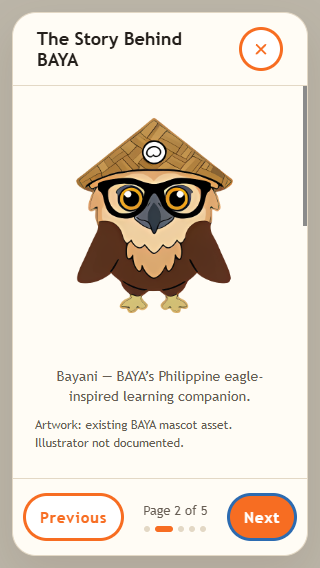 The Story Behind
BAYA
Bayani — BAYA's Philippine eagle-
inspired learning companion.
Artwork: existing BAYA mascot asset.
Illustrator not documented.
Previous
Page 2 of 5
Next